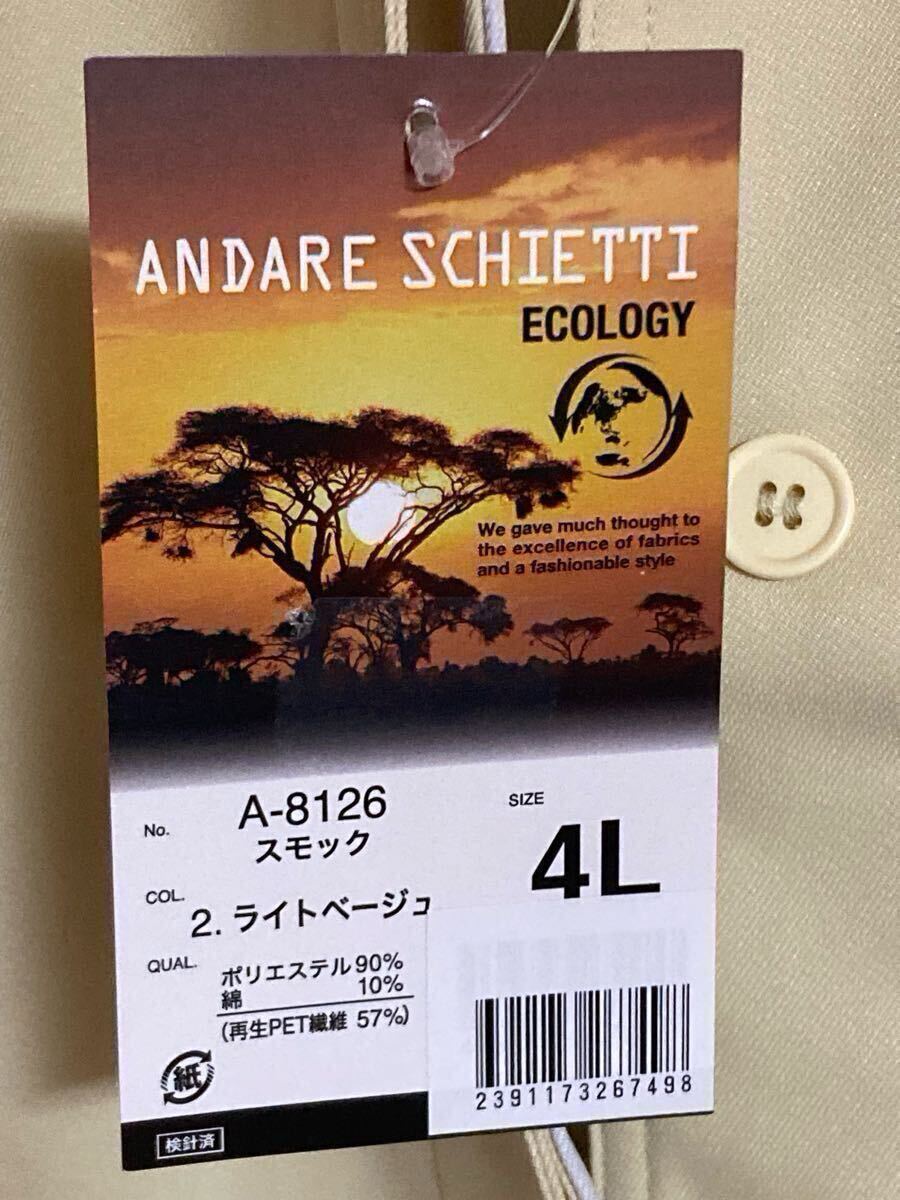 ANDARE SCHIETTI
ECOLOGY
We gave much thought to
the excellence of fabrics
and a fashionable style
No. A-8126
スモック
SIZE
4L
COL. 2. ライトベージュ
QUAL. ポリエステル 90%
綿 10%
(再生PET繊維 57%)
紙
検針済
2391173267498